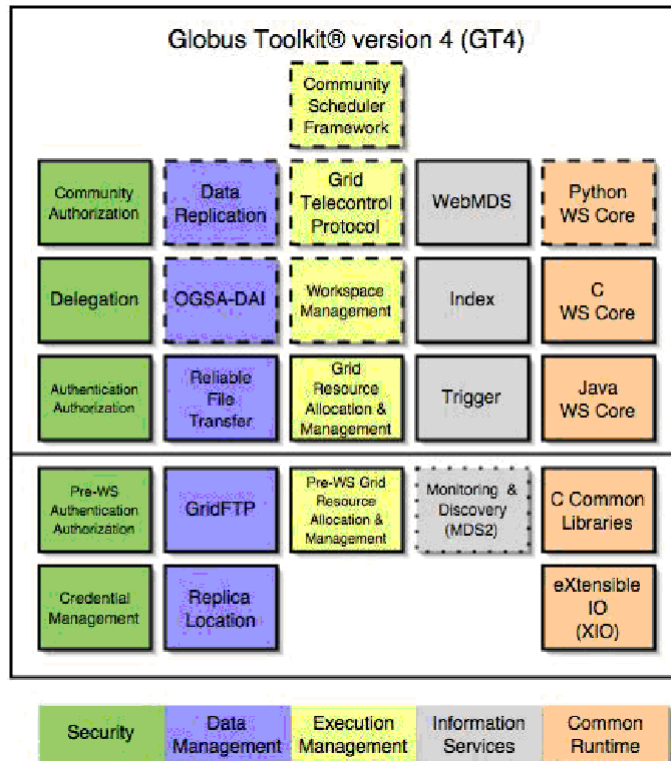 Globus Toolkit® version 4 (GT4)
Community
Scheduler
Framework
Community
Authorization
Data
Replication
Grid
Telecontrol
Protocol
WebMDS
Python
WS Core
Delegation
OGSA-DAI
Workspace
Management
Index
C
WS Core
Authentication
Authorization
Reliable
File
Transfer
Grid
Resource
Allocation &
Management
Trigger
Java
WS Core
Pre-WS
Authentication
Authorization
GridFTP
Pre-WS Grid
Resource
Allocation &
Management
Monitoring &
Discovery
(MDS2)
C Common
Libraries
Credential
Management
Replica
Location
eXtensible
IO
(XIO)
Security
Data
Management
Execution
Management
Information
Services
Common
Runtime